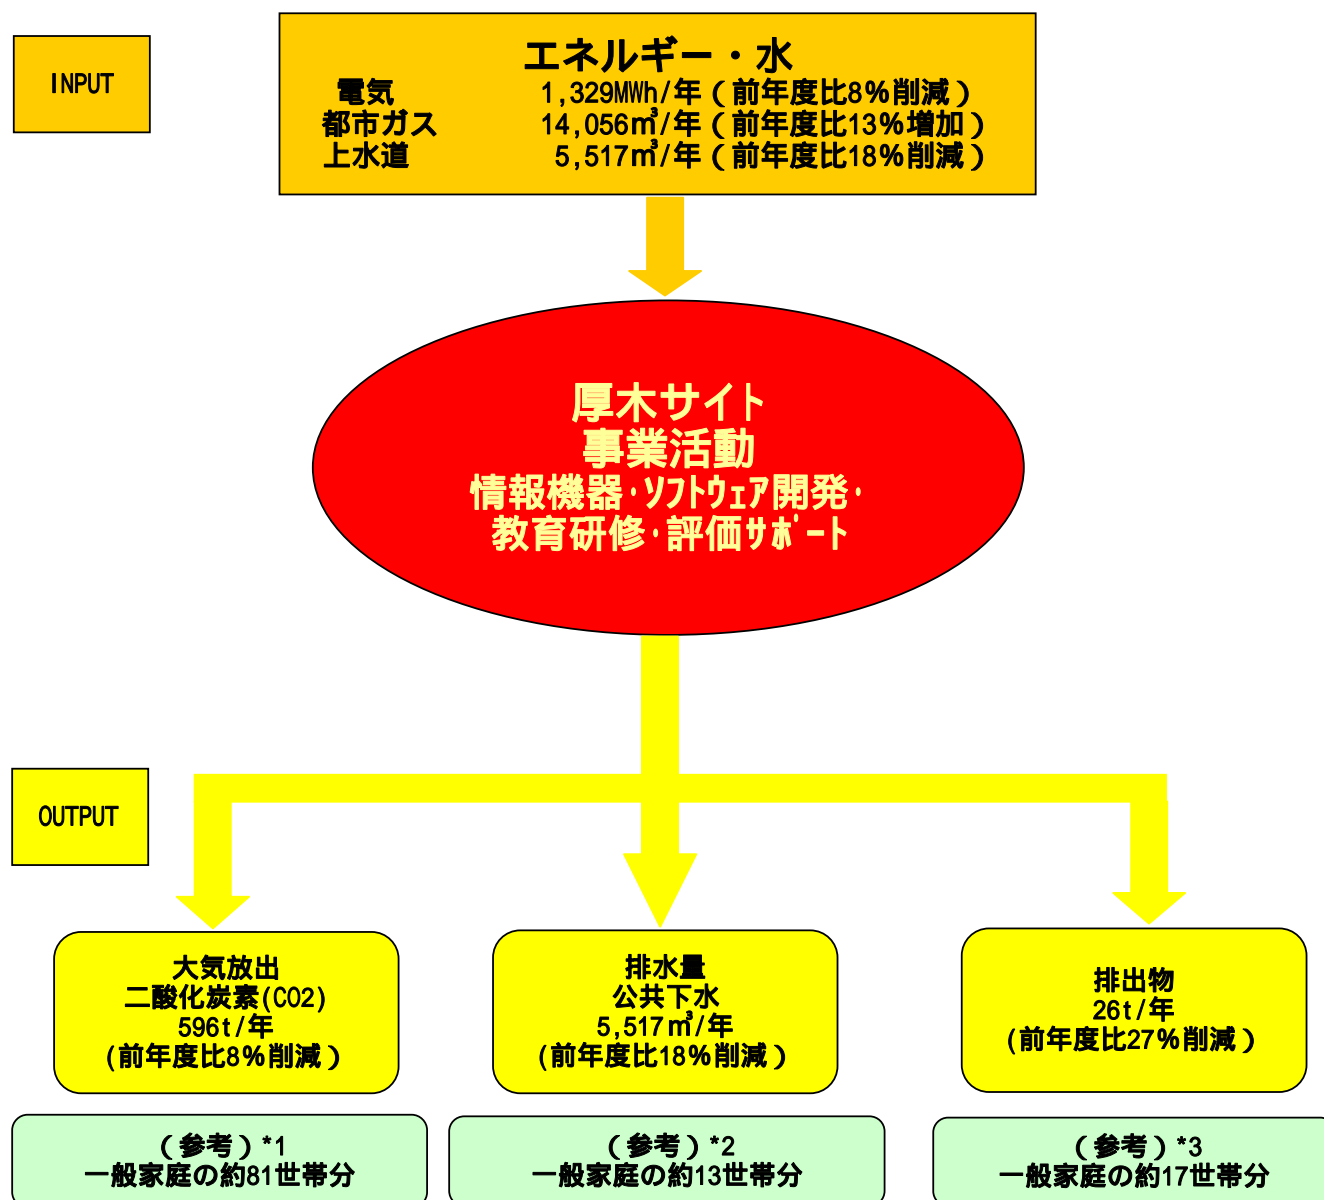 INPUT
エネルギー・水
電気 1,329MWh/年(前年度比8%削減)
都市ガス 14,056㎥/年(前年度比13%増加)
上水道 5,517㎥/年(前年度比18%削減)
厚木サイト
事業活動
情報機器・ソフトウェア開発・
教育研修・評価サポート
OUTPUT
大気放出
二酸化炭素(CO2)
596t/年
(前年度比8%削減)
排水量
公共下水
5,517㎥/年
(前年度比18%削減)
排出物
26t/年
(前年度比27%削減)
(参考)*1
一般家庭の約81世帯分
(参考)*2
一般家庭の約13世帯分
(参考)*3
一般家庭の約17世帯分